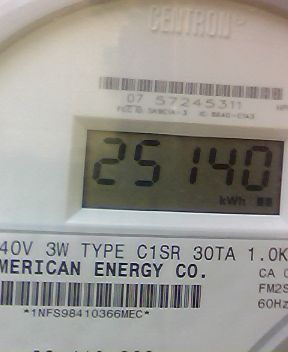 CENTRON
07 57245311
25140
kWh
40V 3W TYPE C1SR 30TA 1.0K
MERICAN ENERGY CO.
CA 0
FM2S
60Hz
*1NFS98410366MEC*